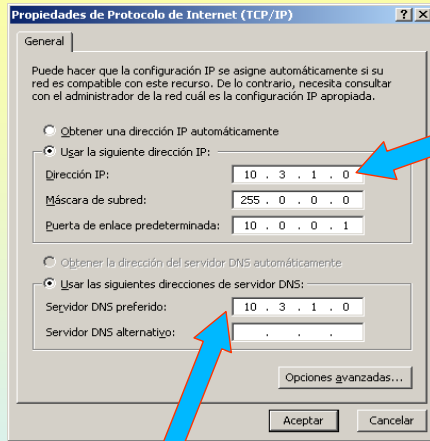 Propiedades de Protocolo de Internet (TCP/IP)
General
Puede hacer que la configuración IP se asigne automáticamente si su
red es compatible con este recurso. De lo contrario, necesita consultar
con el administrador de la red cuál es la configuración IP apropiada.
Obtener una dirección IP automáticamente
Usar la siguiente dirección IP:
Dirección IP: 10 . 3 . 1 . 0
Máscara de subred: 255 . 0 . 0 . 0
Puerta de enlace predeterminada: 10 . 0 . 0 . 1
Obtener la dirección del servidor DNS automáticamente
Usar las siguientes direcciones de servidor DNS:
Servidor DNS preferido: 10 . 3 . 1 . 0
Servidor DNS alternativo: . . .
Opciones avanzadas...
Aceptar Cancelar